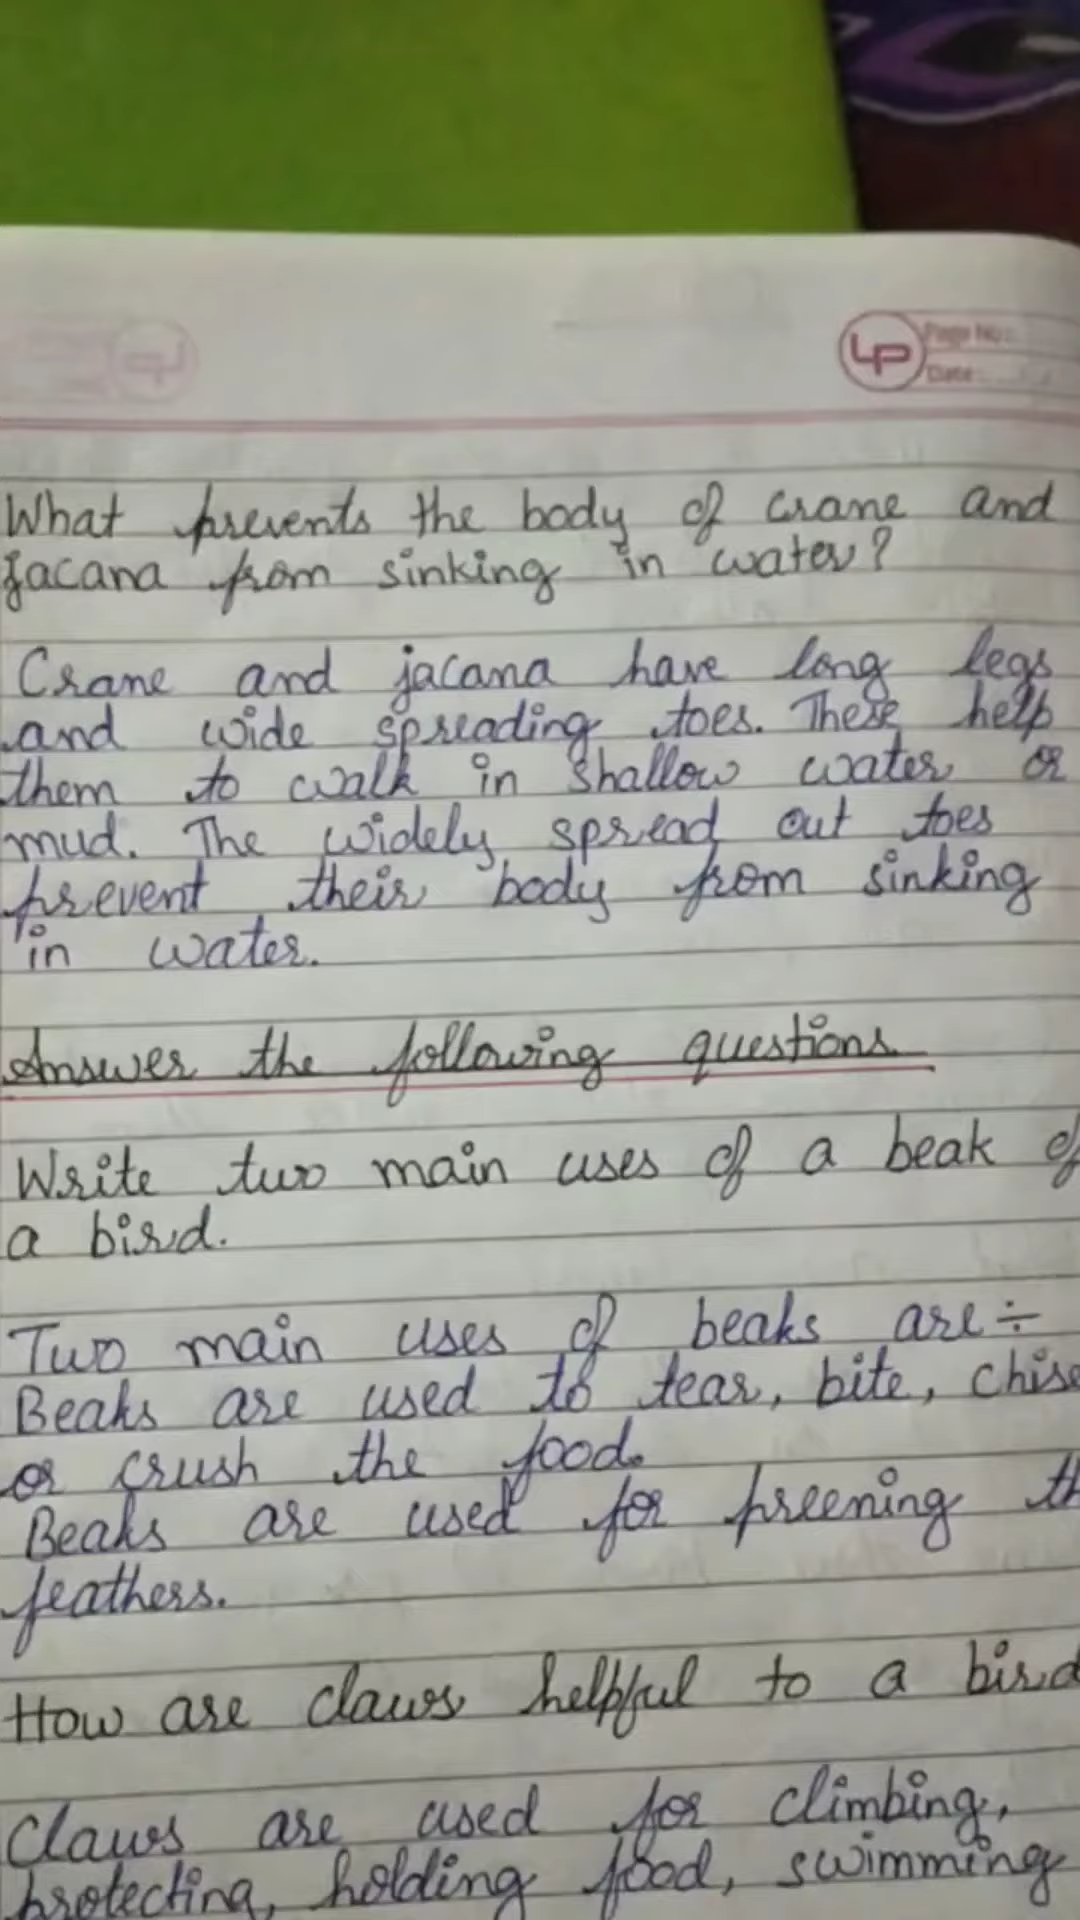 LP
Page No:
Date:
What prevents the body of crane and
jacana from sinking in water?
Crane and jacana have long legs
and wide spreading toes. These help
them to walk in shallow water or
mud. The widely spread out toes
prevent their body from sinking
in water.
Answer the following questions.
Write two main uses of a beak of
a bird.
Two main uses of beaks are÷
Beaks are used to tear, bite, chise
or crush the food.
Beaks are used for preening th
feathers.
How are claws helpful to a bird
Claws are used for climbing,
protecting, holding food, swimming